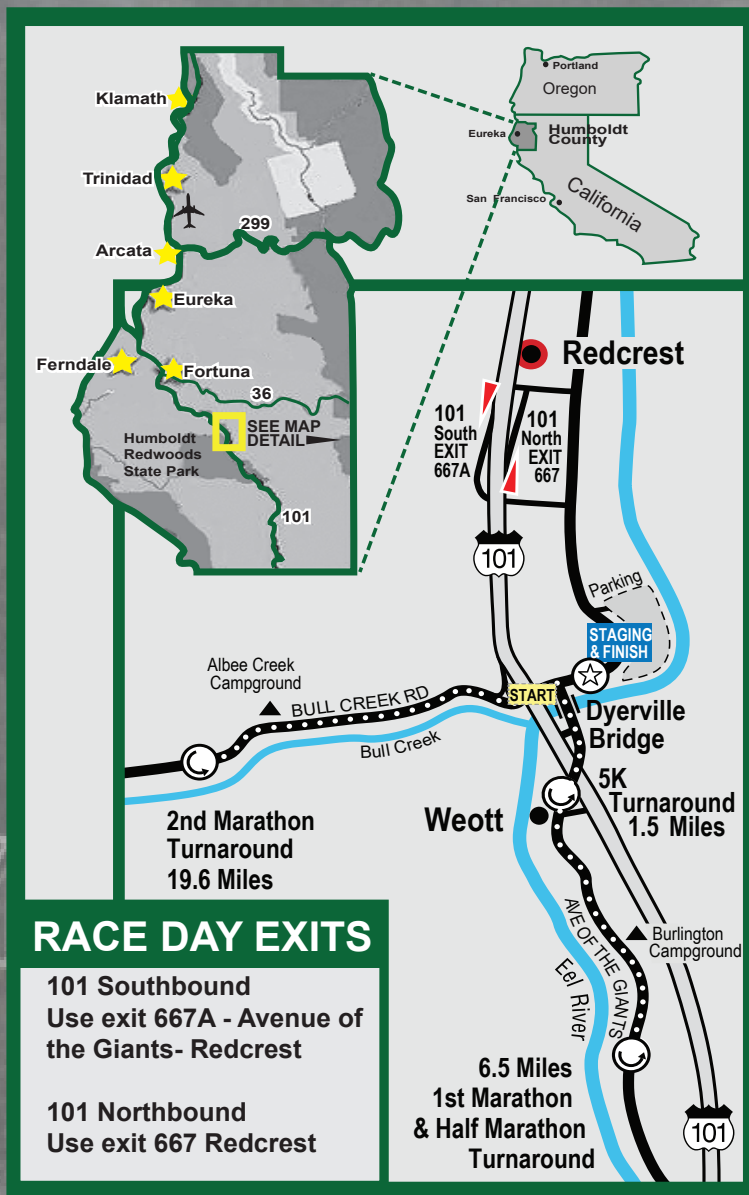 Klamath
Trinidad
299
Arcata
Eureka
Ferndale
Fortuna
36
SEE MAP
DETAIL
Humboldt
Redwoods
State Park
101
Portland
Oregon
Eureka
Humboldt
County
San Francisco
California
Redcrest
101
South
EXIT
667A
101
North
EXIT
667
101
Parking
STAGING
& FINISH
START
Dyerville
Bridge
Albee Creek
Campground
BULL CREEK RD
Bull Creek
2nd Marathon
Turnaround
19.6 Miles
5K
Turnaround
1.5 Miles
Weott
AVE OF THE GIANTS
Burlington
Campground
Eel River
6.5 Miles
1st Marathon
& Half Marathon
Turnaround
101
RACE DAY EXITS
101 Southbound
Use exit 667A - Avenue of
the Giants- Redcrest
101 Northbound
Use exit 667 Redcrest